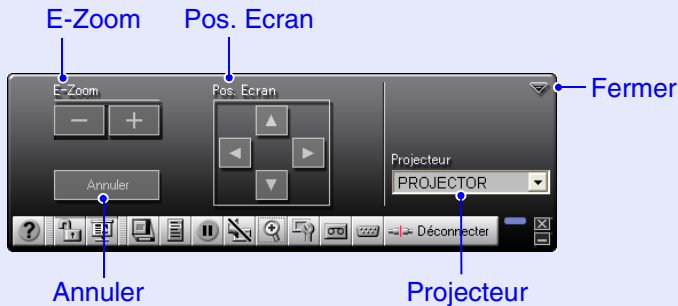 E-Zoom Pos. Ecran
Fermer
E-Zoom Pos. Ecran
− +
Projecteur
Annuler PROJECTOR
? Déconnecter
Annuler Projecteur